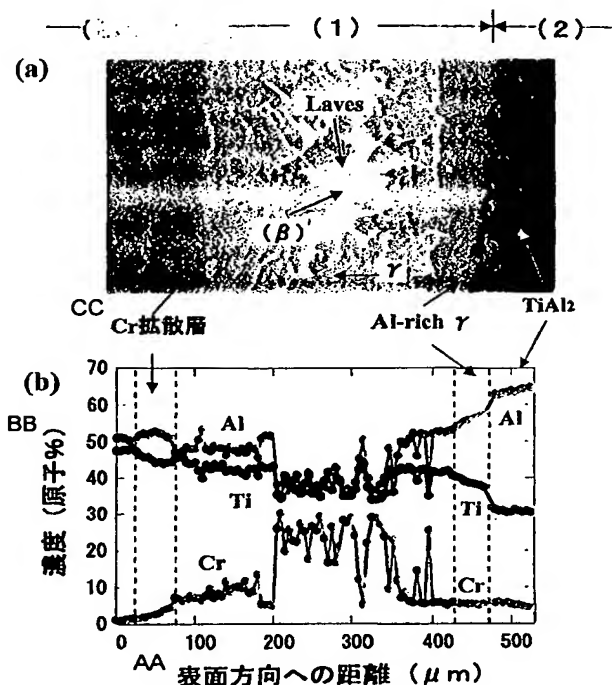 ( (1) (2)
(a)
Laves
(β)'
γ
CC
Cr拡散層
Al-rich γ
TiAl2
(b)
BB
濃度 (原子%)
70
60
50
40
30
20
10
0
Al
Al
Ti
Ti
Cr
Cr
0 100 200 300 400 500
AA
表面方向への距離 (μm)